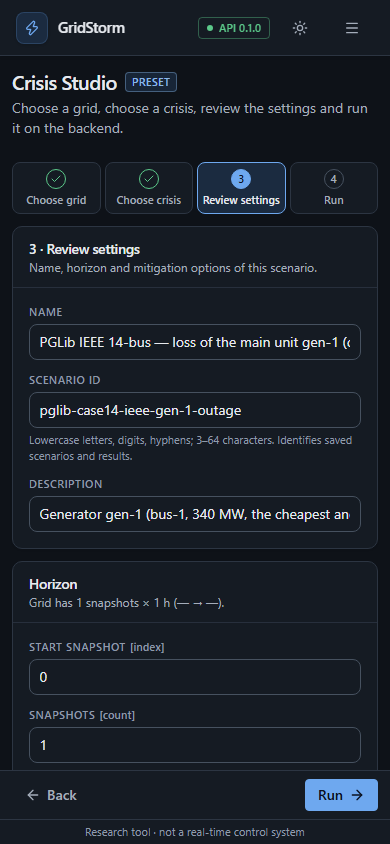 GridStorm
API 0.1.0
Crisis Studio PRESET
Choose a grid, choose a crisis, review the settings and run
it on the backend.
Choose grid
Choose crisis
3
Review settings
4
Run
3 · Review settings
Name, horizon and mitigation options of this scenario.
NAME
PGLib IEEE 14-bus — loss of the main unit gen-1 (
SCENARIO ID
pglib-case14-ieee-gen-1-outage
Lowercase letters, digits, hyphens; 3–64 characters. Identifies saved
scenarios and results.
DESCRIPTION
Generator gen-1 (bus-1, 340 MW, the cheapest an
Horizon
Grid has 1 snapshots × 1 h (— → —).
START SNAPSHOT [index]
0
SNAPSHOTS [count]
1
← Back
Run →
Research tool · not a real-time control system